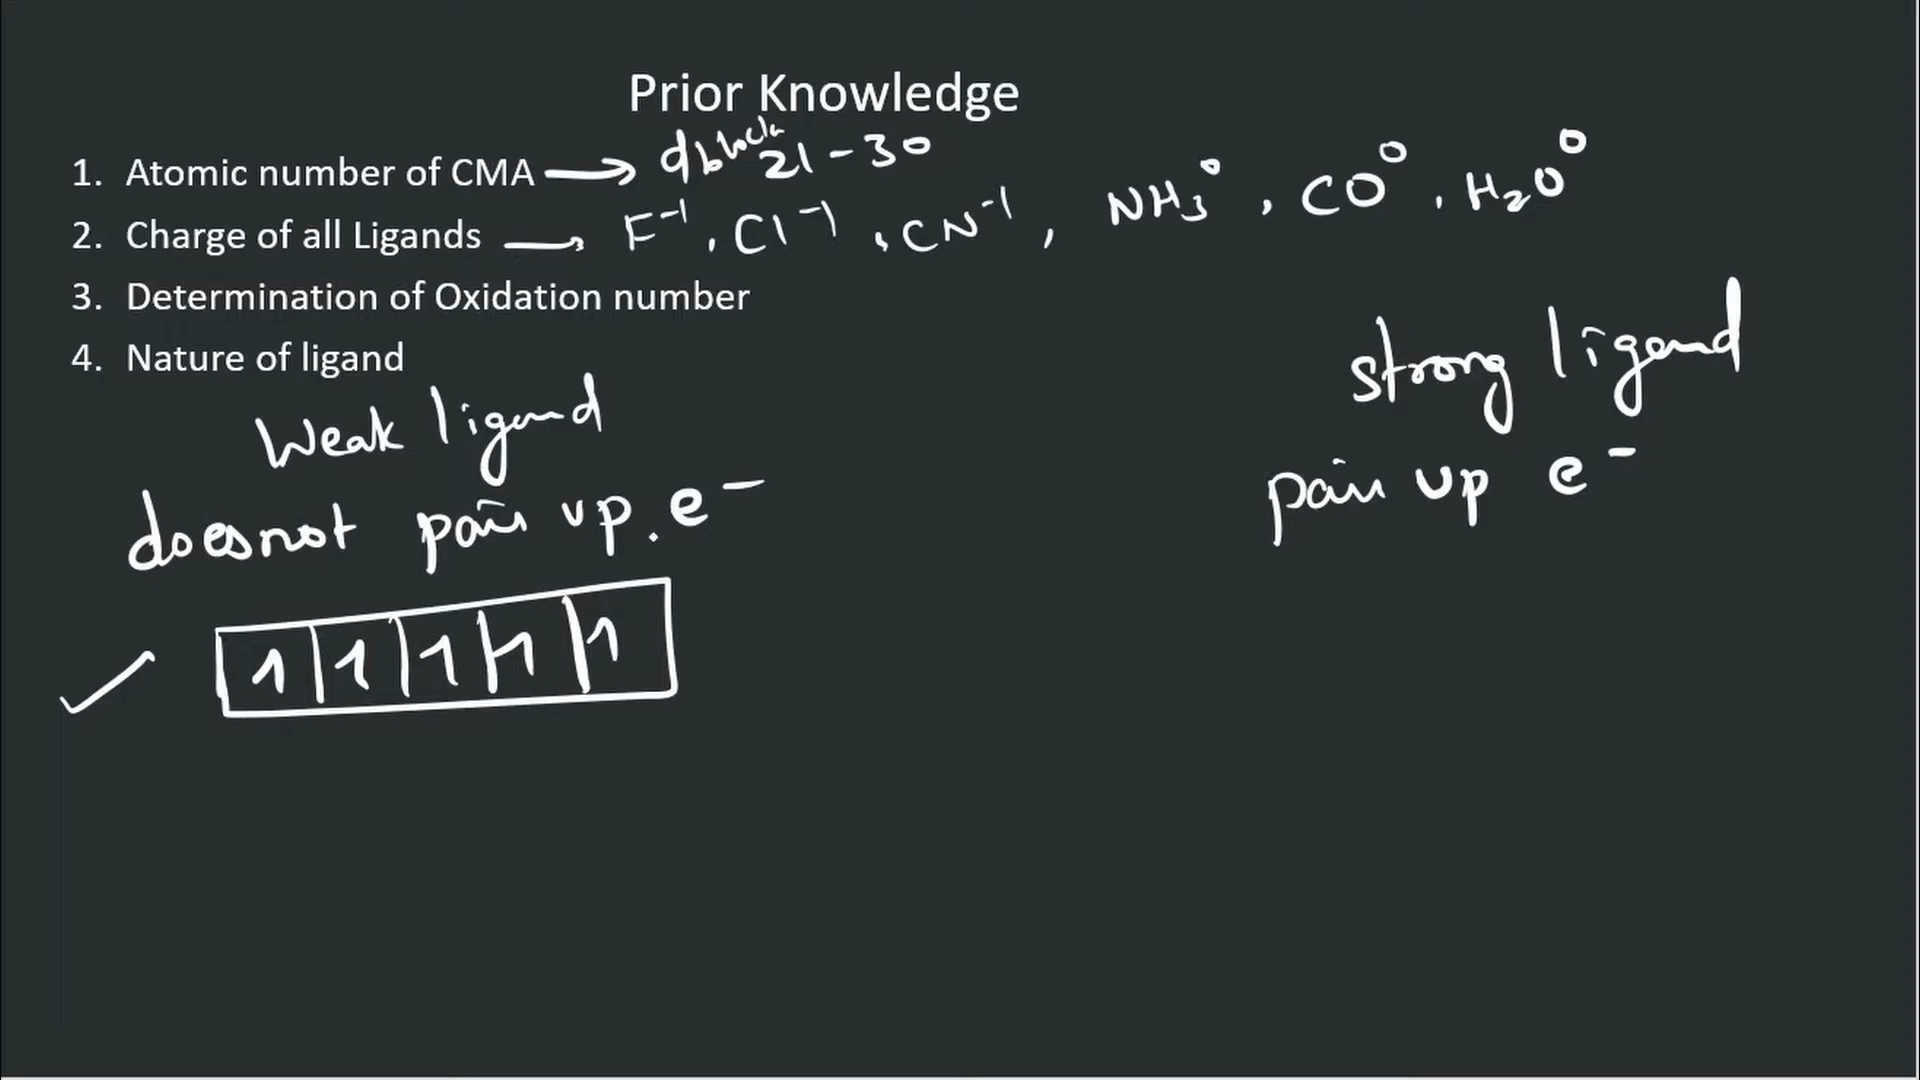 Prior Knowledge
1. Atomic number of CMA → d block 21-30
2. Charge of all Ligands → F⁻¹, Cl⁻¹, CN⁻¹, NH₃⁰, CO⁰, H₂O⁰
3. Determination of Oxidation number
4. Nature of ligand
Weak ligand
does not pair up. e⁻
1 1 1 1 1
strong ligand
pair up e⁻